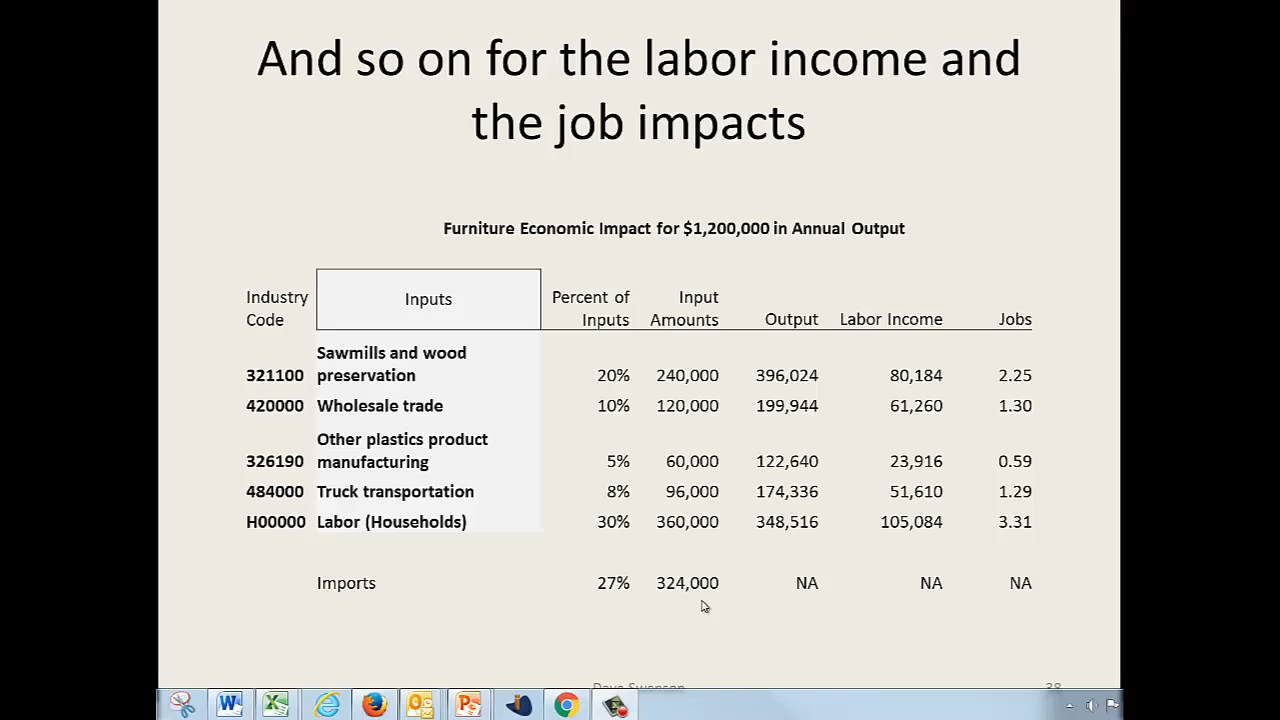 And so on for the labor income and
the job impacts
Furniture Economic Impact for $1,200,000 in Annual Output
Industry Code Inputs Percent of Inputs Input Amounts Output Labor Income Jobs
Sawmills and wood
321100 preservation 20% 240,000 396,024 80,184 2.25
420000 Wholesale trade 10% 120,000 199,944 61,260 1.30
Other plastics product
326190 manufacturing 5% 60,000 122,640 23,916 0.59
484000 Truck transportation 8% 96,000 174,336 51,610 1.29
H00000 Labor (Households) 30% 360,000 348,516 105,084 3.31
Imports 27% 324,000 NA NA NA
Dave Swenson 38